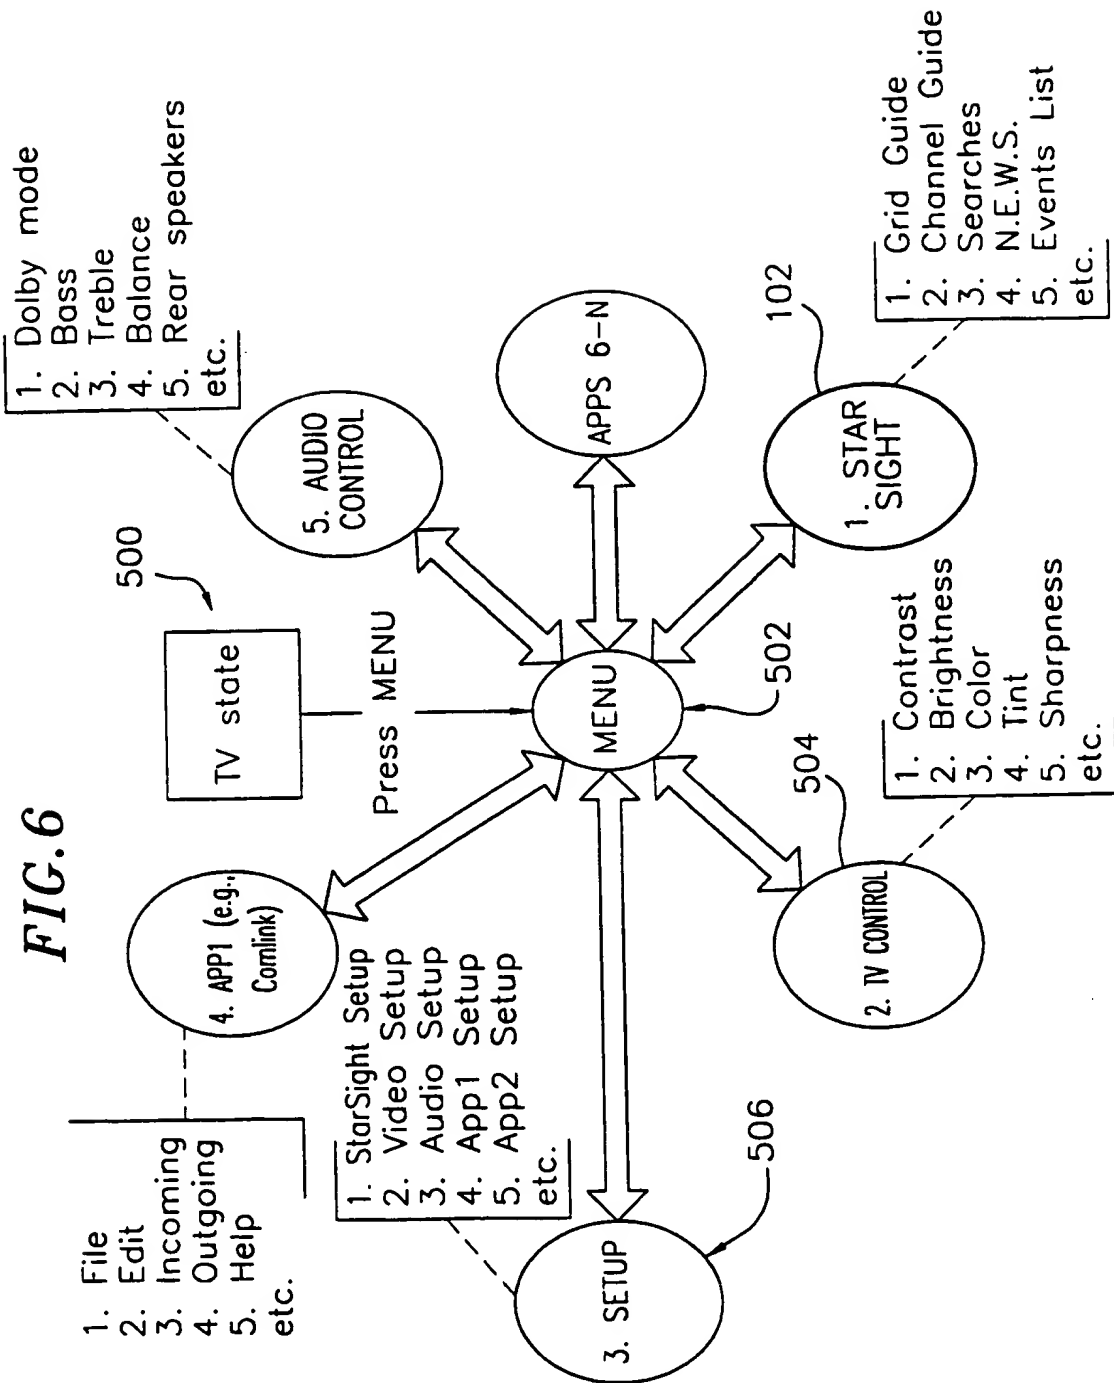 FIG. 6
TV state
500
Press MENU
MENU
502
4. APP1 (e.g.,
Comlink)
1. File
2. Edit
3. Incoming
4. Outgoing
5. Help
etc.
5. AUDIO
CONTROL
1. Dolby mode
2. Bass
3. Treble
4. Balance
5. Rear speakers
etc.
APPS 6-N
3. SETUP
506
1. StarSight Setup
2. Video Setup
3. Audio Setup
4. App1 Setup
5. App2 Setup
etc.
2. TV CONTROL
504
1. Contrast
2. Brightness
3. Color
4. Tint
5. Sharpness
etc.
1. STAR
SIGHT
102
1. Grid Guide
2. Channel Guide
3. Searches
4. N.E.W.S.
5. Events List
etc.